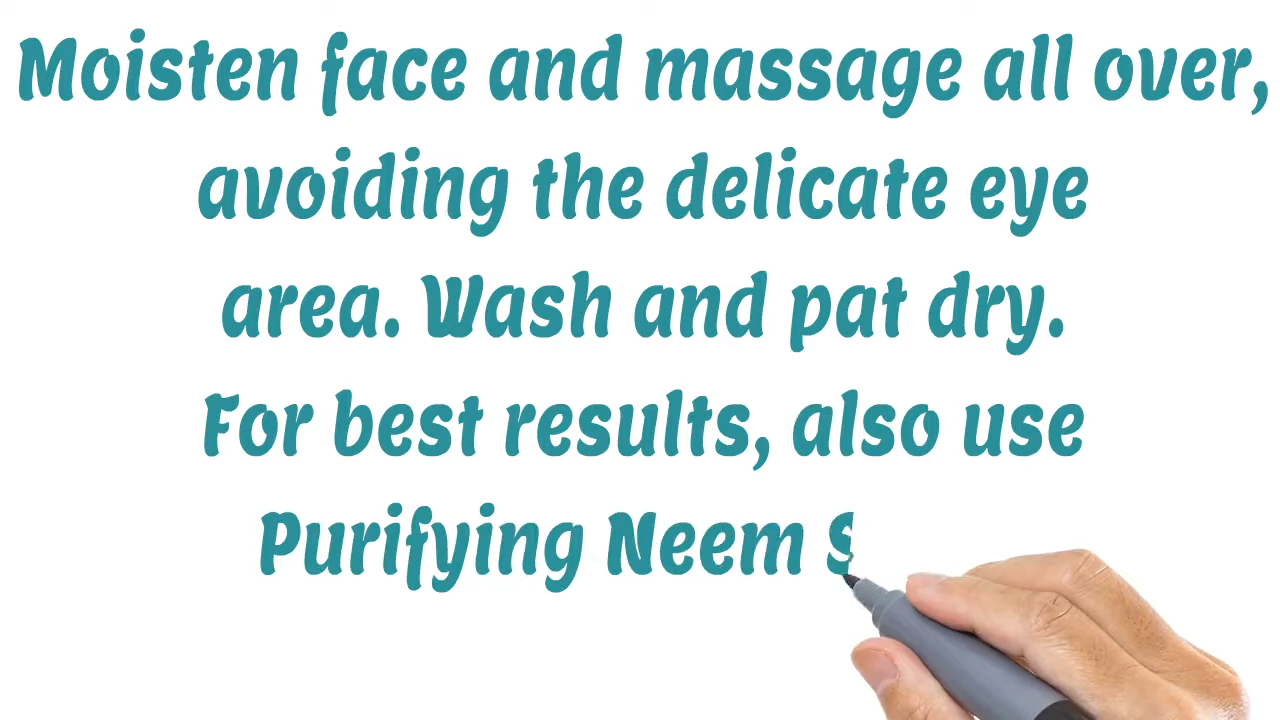 Moisten face and massage all over,
avoiding the delicate eye
area. Wash and pat dry.
For best results, also use
Purifying Neem